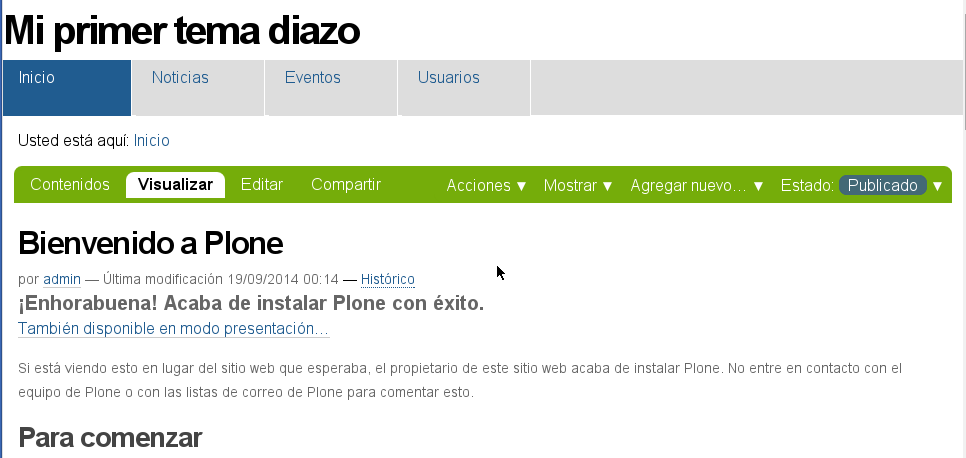 Mi primer tema diazo
Inicio Noticias Eventos Usuarios
Usted está aquí: Inicio
Contenidos Visualizar Editar Compartir Acciones ▼ Mostrar ▼ Agregar nuevo... ▼ Estado: Publicado ▼
Bienvenido a Plone
por admin — Última modificación 19/09/2014 00:14 — Histórico
¡Enhorabuena! Acaba de instalar Plone con éxito.
También disponible en modo presentación...
Si está viendo esto en lugar del sitio web que esperaba, el propietario de este sitio web acaba de instalar Plone. No entre en contacto con el
equipo de Plone o con las listas de correo de Plone para comentar esto.
Para comenzar